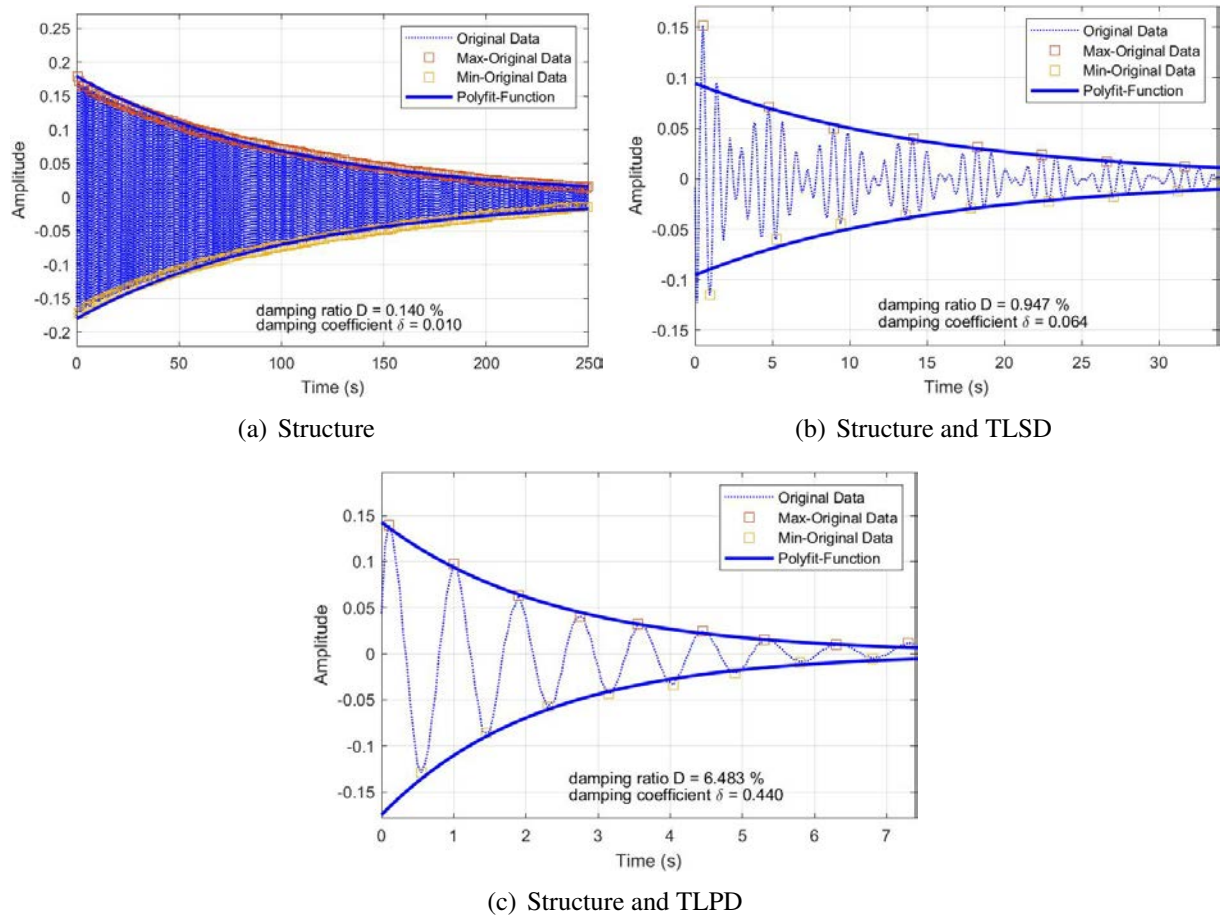 0.25
0.2
0.15
0.1
0.05
0
-0.05
-0.1
-0.15
-0.2
Amplitude
Original Data
Max-Original Data
Min-Original Data
Polyfit-Function
damping ratio D = 0.140 %
damping coefficient δ = 0.010
0 50 100 150 200 250
Time (s)
(a) Structure
0.15
0.1
0.05
0
-0.05
-0.1
-0.15
Amplitude
Original Data
Max-Original Data
Min-Original Data
Polyfit-Function
damping ratio D = 0.947 %
damping coefficient δ = 0.064
0 5 10 15 20 25 30
Time (s)
(b) Structure and TLSD
0.15
0.1
0.05
0
-0.05
-0.1
-0.15
Amplitude
Original Data
Max-Original Data
Min-Original Data
Polyfit-Function
damping ratio D = 6.483 %
damping coefficient δ = 0.440
0 1 2 3 4 5 6 7
Time (s)
(c) Structure and TLPD